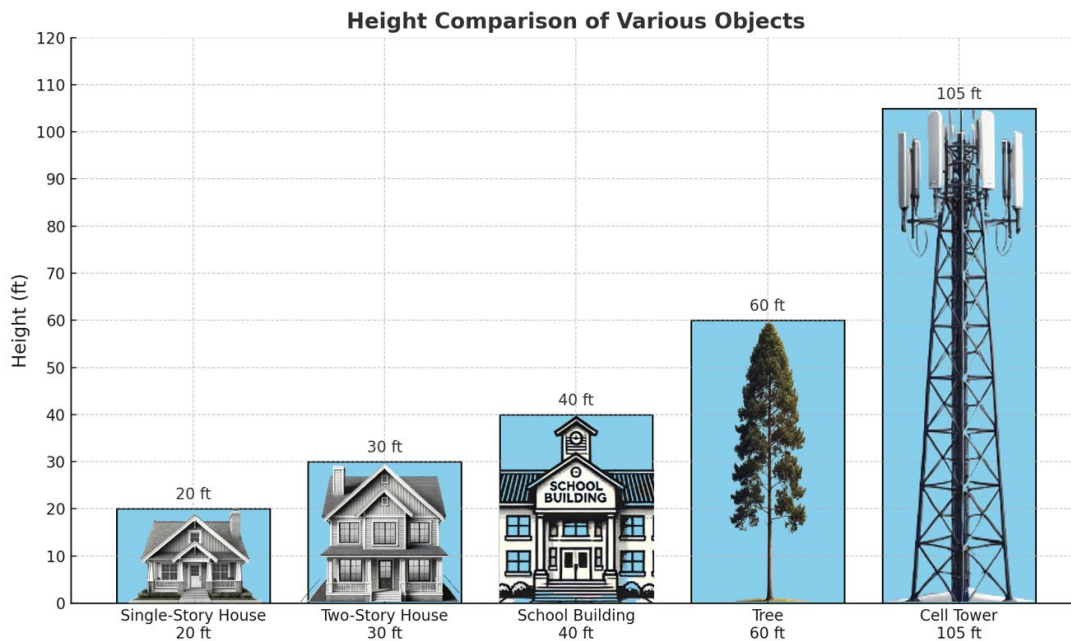 Height Comparison of Various Objects
Height (ft)
120
110
100
90
80
70
60
50
40
30
20
10
0
20 ft
30 ft
40 ft
60 ft
105 ft
SCHOOL
BUILDING
Single-Story House
20 ft
Two-Story House
30 ft
School Building
40 ft
Tree
60 ft
Cell Tower
105 ft